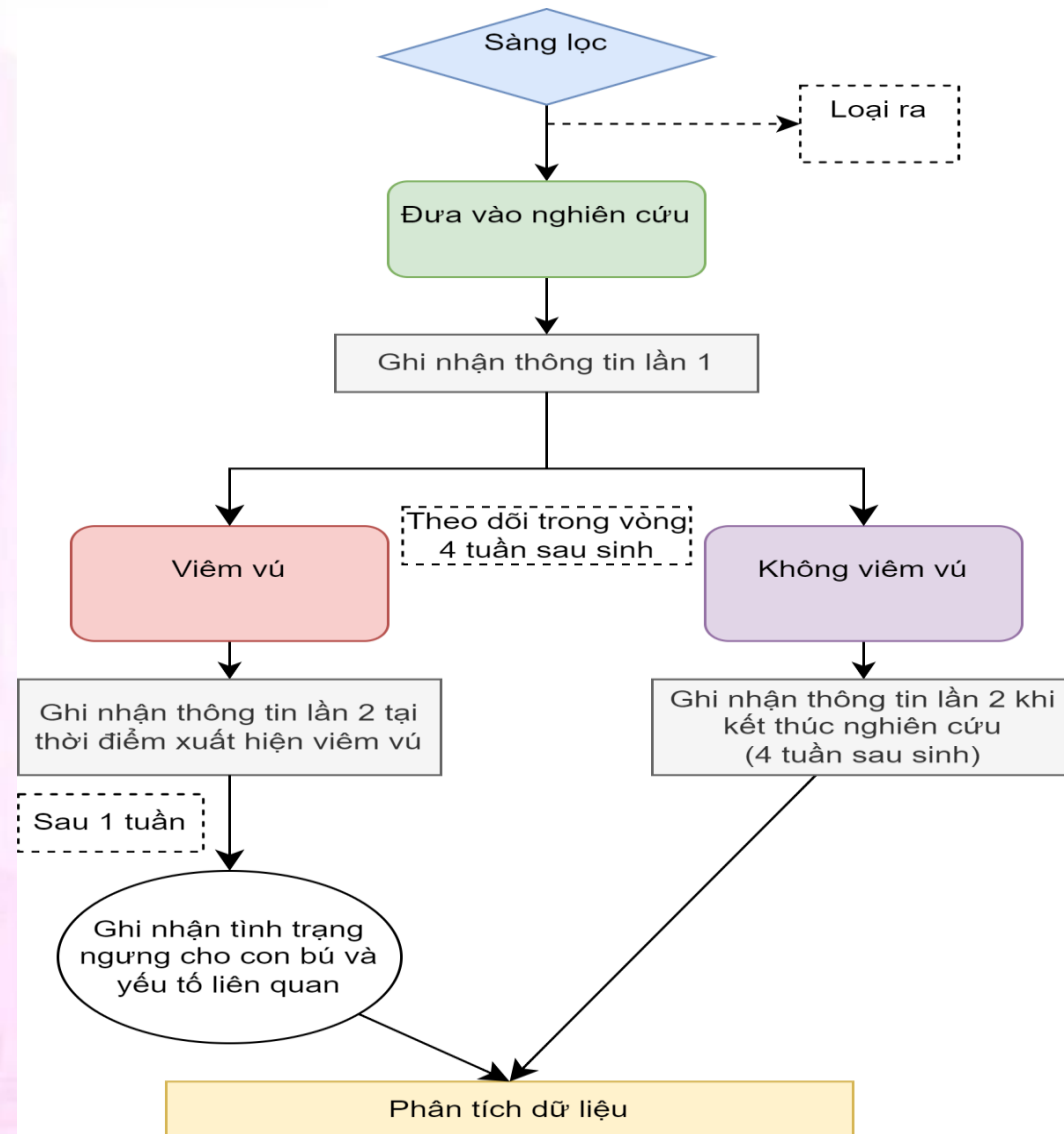 Sàng lọc
Loại ra
Đưa vào nghiên cứu
Ghi nhận thông tin lần 1
Theo dõi trong vòng
4 tuần sau sinh
Viêm vú
Không viêm vú
Ghi nhận thông tin lần 2 tại
thời điểm xuất hiện viêm vú
Ghi nhận thông tin lần 2 khi
kết thúc nghiên cứu
(4 tuần sau sinh)
Sau 1 tuần
Ghi nhận tình trạng
ngưng cho con bú và
yếu tố liên quan
Phân tích dữ liệu